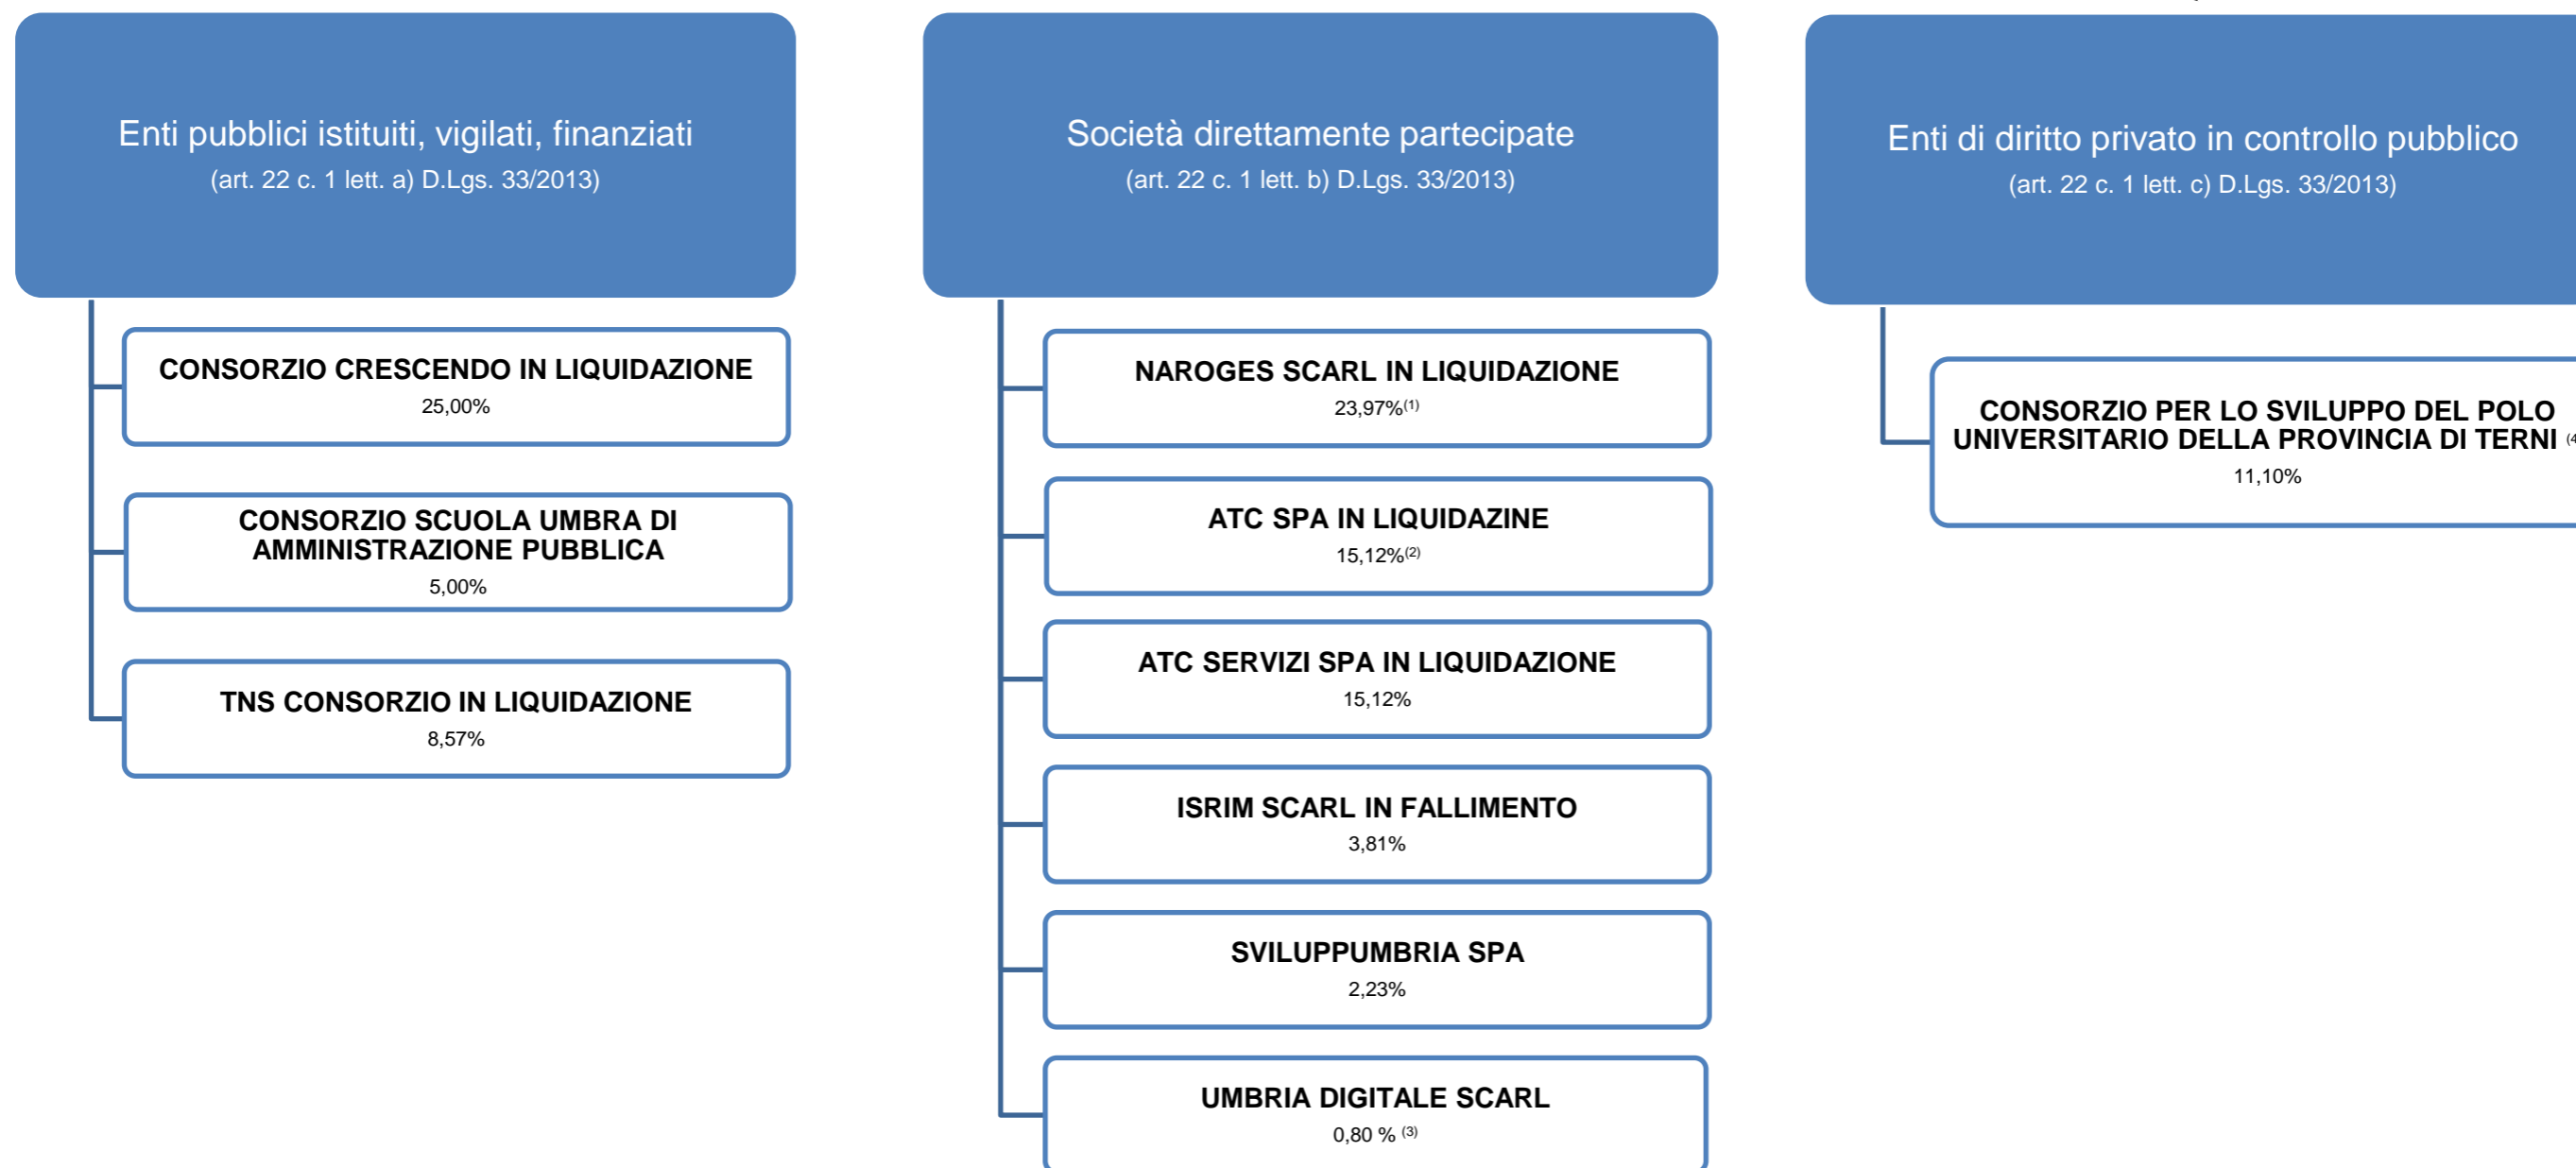 Enti pubblici istituiti, vigilati, finanziati
(art. 22 c. 1 lett. a) D.Lgs. 33/2013)
CONSORZIO CRESCENDO IN LIQUIDAZIONE
25,00%
CONSORZIO SCUOLA UMBRA DI
AMMINISTRAZIONE PUBBLICA
5,00%
TNS CONSORZIO IN LIQUIDAZIONE
8,57%
Società direttamente partecipate
(art. 22 c. 1 lett. b) D.Lgs. 33/2013)
NAROGES SCARL IN LIQUIDAZIONE
23,97%(1)
ATC SPA IN LIQUIDAZINE
15,12%(2)
ATC SERVIZI SPA IN LIQUIDAZIONE
15,12%
ISRIM SCARL IN FALLIMENTO
3,81%
SVILUPPUMBRIA SPA
2,23%
UMBRIA DIGITALE SCARL
0,80 % (3)
Enti di diritto privato in controllo pubblico
(art. 22 c. 1 lett. c) D.Lgs. 33/2013)
CONSORZIO PER LO SVILUPPO DEL POLO
UNIVERSITARIO DELLA PROVINCIA DI TERNI (4
11,10%